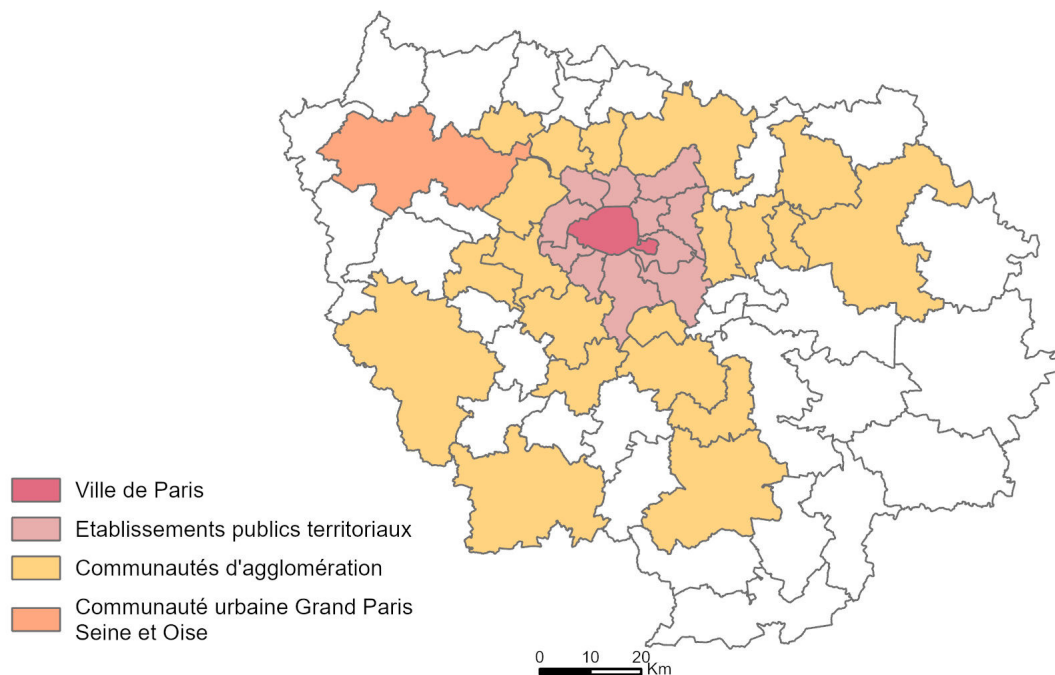 Ville de Paris
Etablissements publics territoriaux
Communautés d'agglomération
Communauté urbaine Grand Paris
Seine et Oise
0 10 20
Km